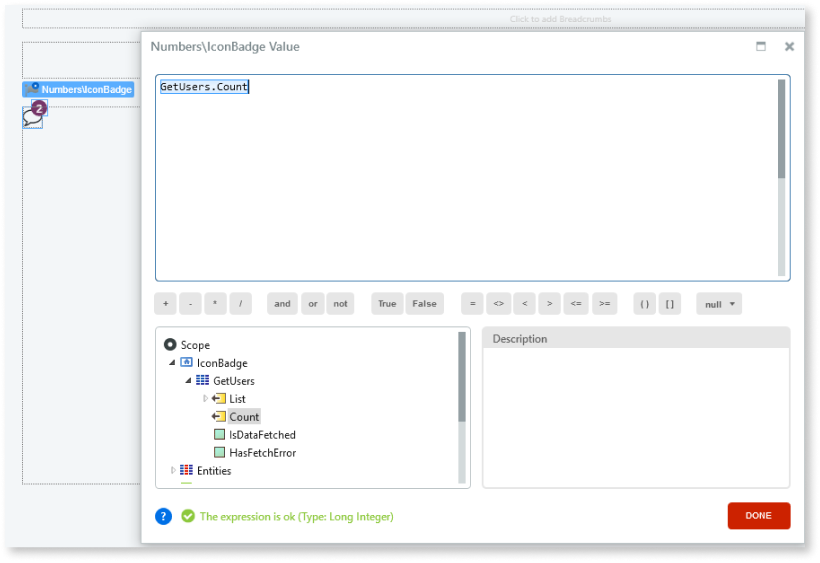 Click to add Breadcrumbs
Numbers\IconBadge Value
GetUsers.Count
Numbers\IconBadge
2
+ - * / and or not True False = <> < > <= >= ( ) [ ] null
Scope
IconBadge
GetUsers
List
Count
IsDataFetched
HasFetchError
Entities
Description
? The expression is ok (Type: Long Integer)
DONE